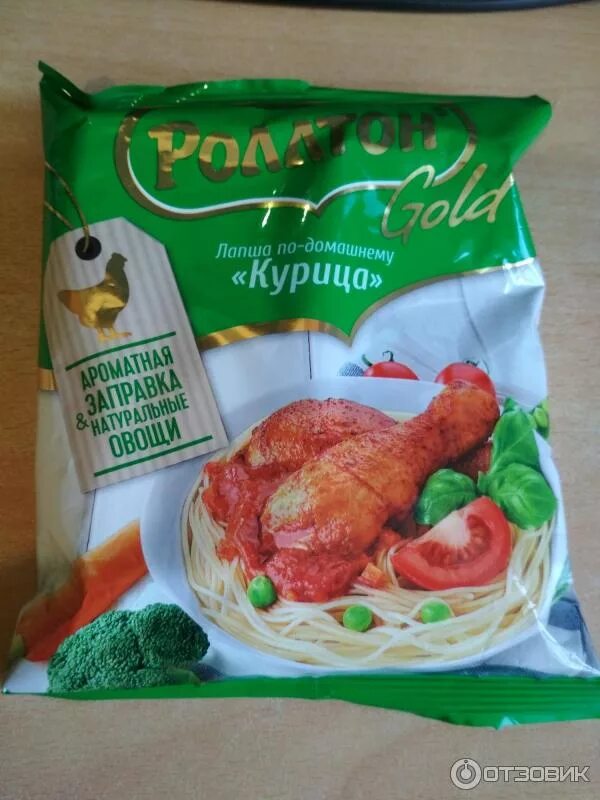 РОЛЛТОН
Gold
Лапша по-домашнему
«Курица»
АРОМАТНАЯ
ЗАПРАВКА
& НАТУРАЛЬНЫЕ
ОВОЩИ
ОТЗОВИК